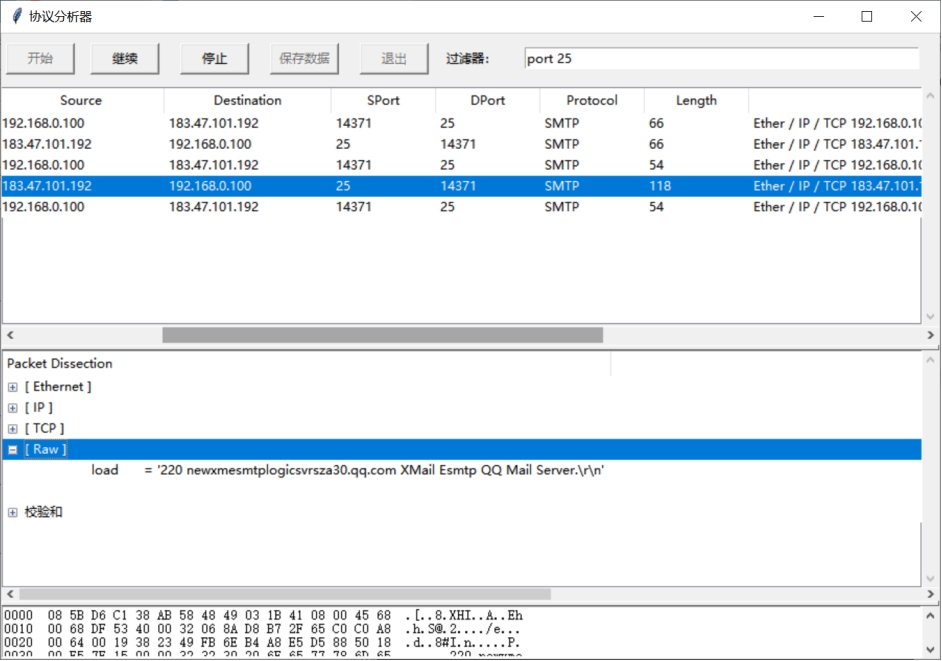 协议分析器
开始 继续 停止 保存数据 退出 过滤器: port 25
Source Destination SPort DPort Protocol Length
192.168.0.100 183.47.101.192 14371 25 SMTP 66 Ether / IP / TCP 192.168.0.10
183.47.101.192 192.168.0.100 25 14371 SMTP 66 Ether / IP / TCP 183.47.101.1
192.168.0.100 183.47.101.192 14371 25 SMTP 54 Ether / IP / TCP 192.168.0.10
183.47.101.192 192.168.0.100 25 14371 SMTP 118 Ether / IP / TCP 183.47.101.1
192.168.0.100 183.47.101.192 14371 25 SMTP 54 Ether / IP / TCP 192.168.0.10
Packet Dissection
[ Ethernet ]
[ IP ]
[ TCP ]
[ Raw ]
load = '220 newxmesmtplogicsvrsza30.qq.com XMail Esmtp QQ Mail Server.\r\n'
校验和
0000 08 5B D6 C1 38 AB 58 48 49 03 1B 41 08 00 45 68 .[..8.XHI..A..Eh
0010 00 68 DF 53 40 00 32 06 8A D8 B7 2F 65 C0 C0 A8 .h.S@.2..../e...
0020 00 64 00 19 38 23 49 FB 6E B4 A8 E5 D5 88 50 18 .d..8#I.n.....P.